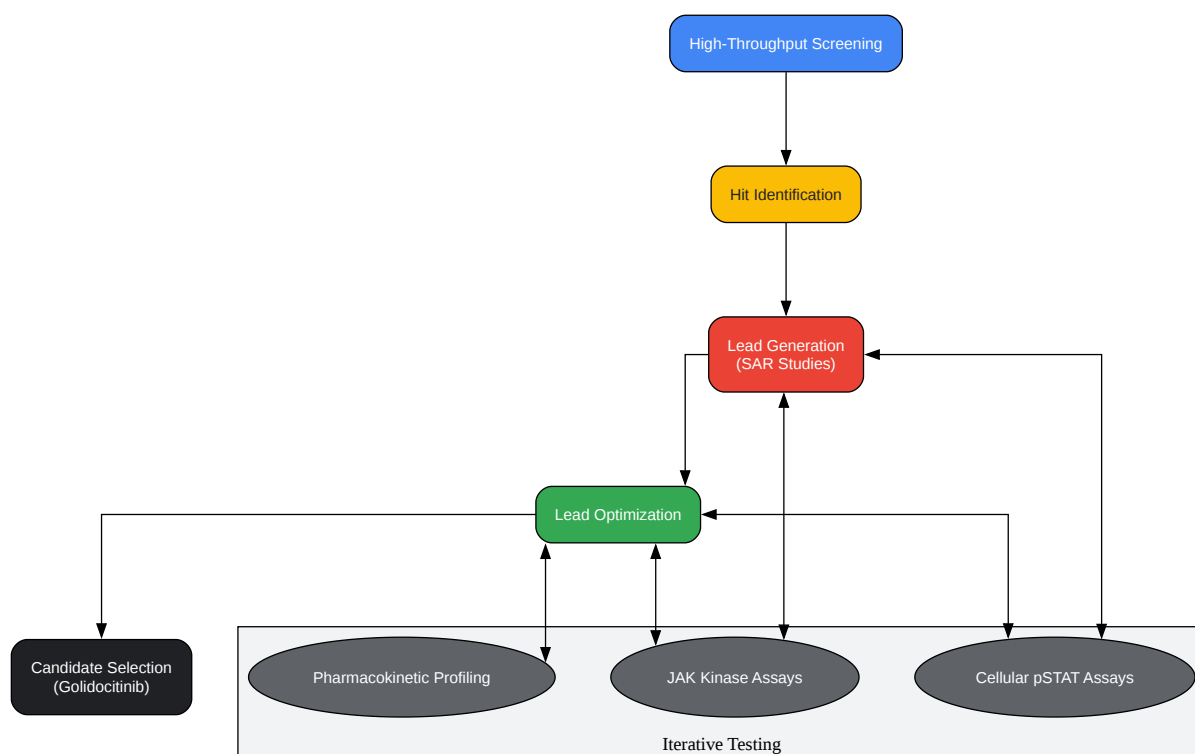 High-Throughput Screening
Hit Identification
Lead Generation
(SAR Studies)
Lead Optimization
Candidate Selection
(Golidocitinib)
Pharmacokinetic Profiling
JAK Kinase Assays
Cellular pSTAT Assays
Iterative Testing